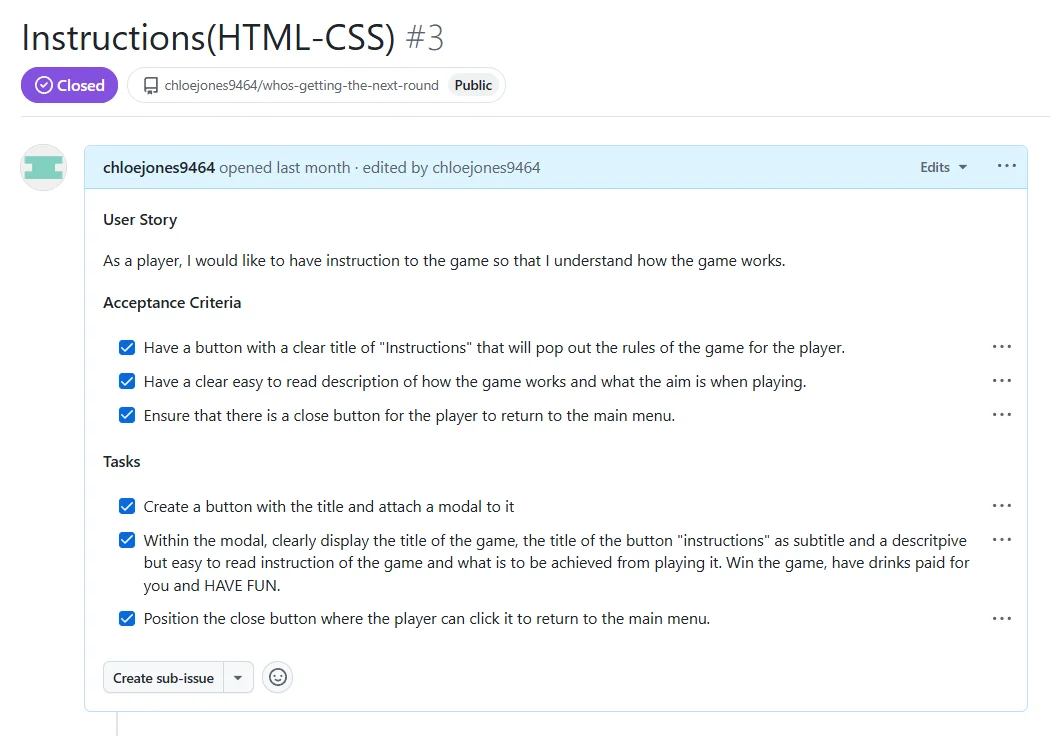 Instructions(HTML-CSS) #3
Closed
chloejones9464/whos-getting-the-next-round Public
chloejones9464 opened last month · edited by chloejones9464
Edits
User Story
As a player, I would like to have instruction to the game so that I understand how the game works.
Acceptance Criteria
Have a button with a clear title of "Instructions" that will pop out the rules of the game for the player.
Have a clear easy to read description of how the game works and what the aim is when playing.
Ensure that there is a close button for the player to return to the main menu.
Tasks
Create a button with the title and attach a modal to it
Within the modal, clearly display the title of the game, the title of the button "instructions" as subtitle and a descritpive
but easy to read instruction of the game and what is to be achieved from playing it. Win the game, have drinks paid for
you and HAVE FUN.
Position the close button where the player can click it to return to the main menu.
Create sub-issue